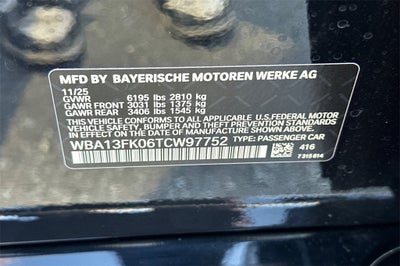 MFD BY BAYERISCHE MOTOREN WERKE AG
11/25
GVWR 6195 lbs 2810 kg
GAWR FRONT 3031 lbs 1375 kg
GAWR REAR 3406 lbs 1545 kg
THIS VEHICLE CONFORMS TO ALL APPLICABLE U.S.FEDERAL MOTOR
VEHICLE SAFETY, BUMPER, AND THEFT PREVENTION STANDARDS IN
EFFECT ON THE DATE OF MANUFACTURE SHOWN ABOVE.
WBA13FK06TCW97752 TYPE: PASSENGER CAR
416
7315414